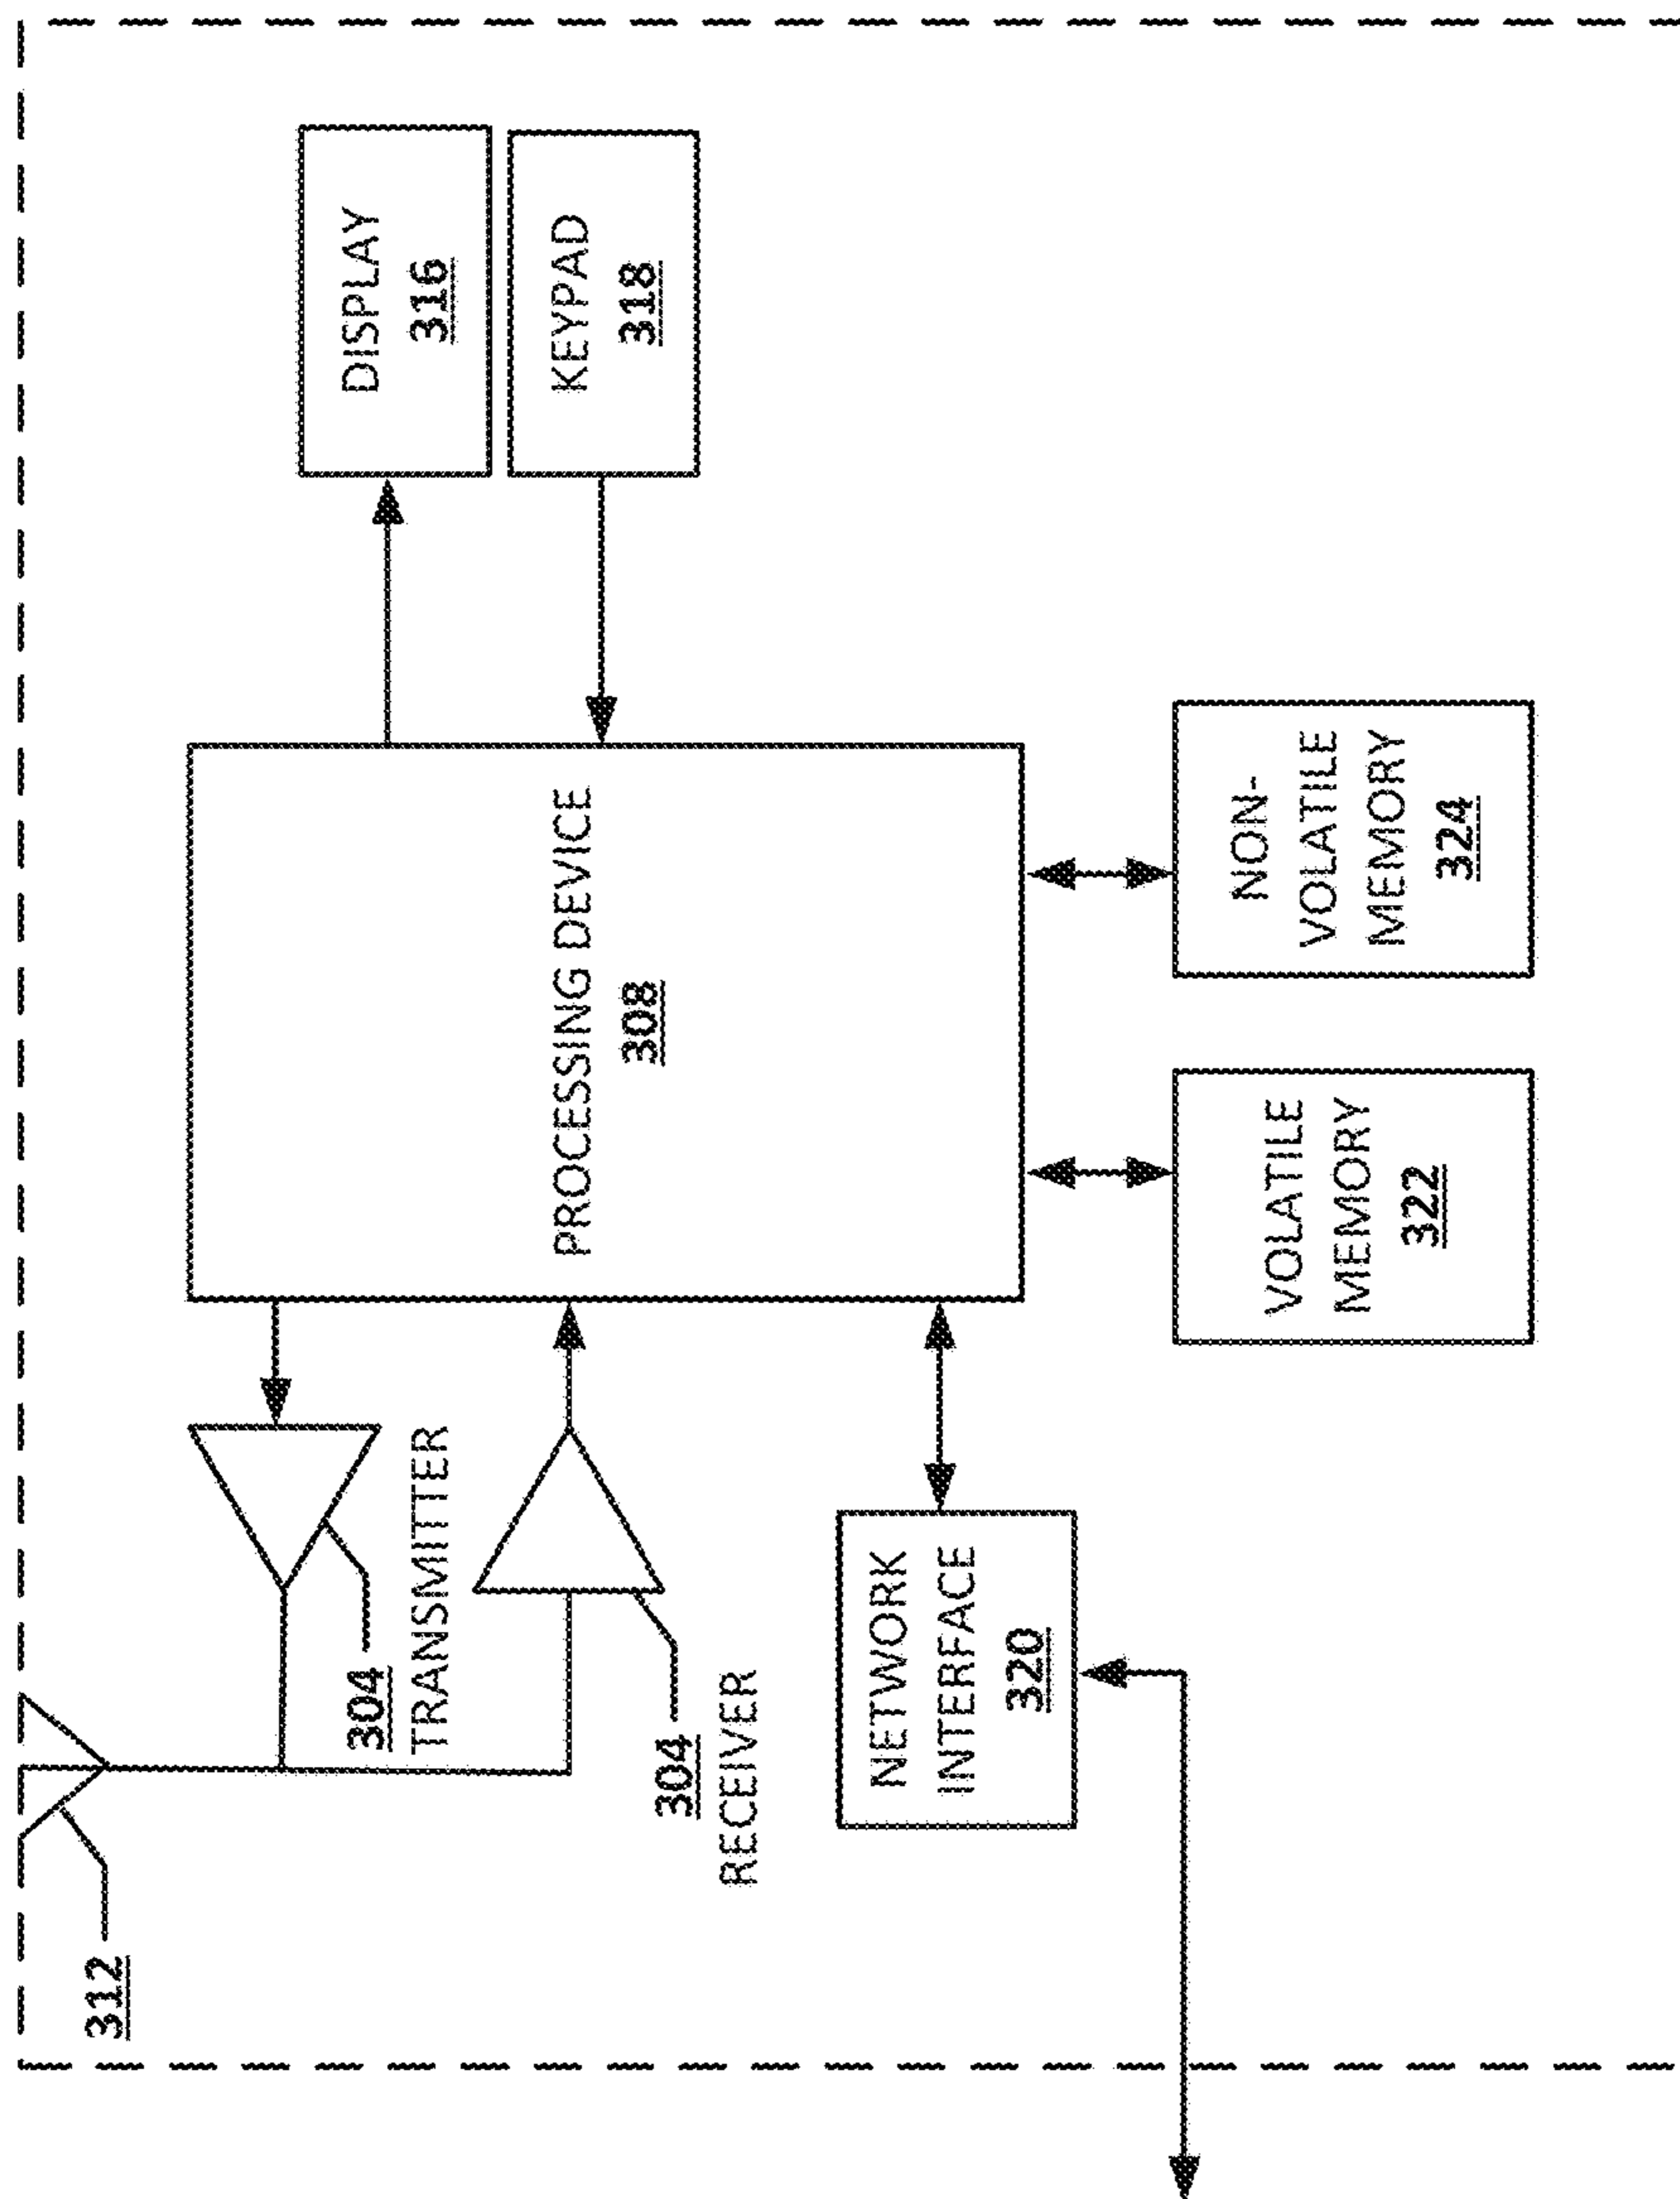 312
304
TRANSMITTER
304
RECEIVER
NETWORK
INTERFACE
320
PROCESSING DEVICE
308
DISPLAY
316
KEYPAD
318
VOLATILE
MEMORY
322
NON-
VOLATILE
MEMORY
324